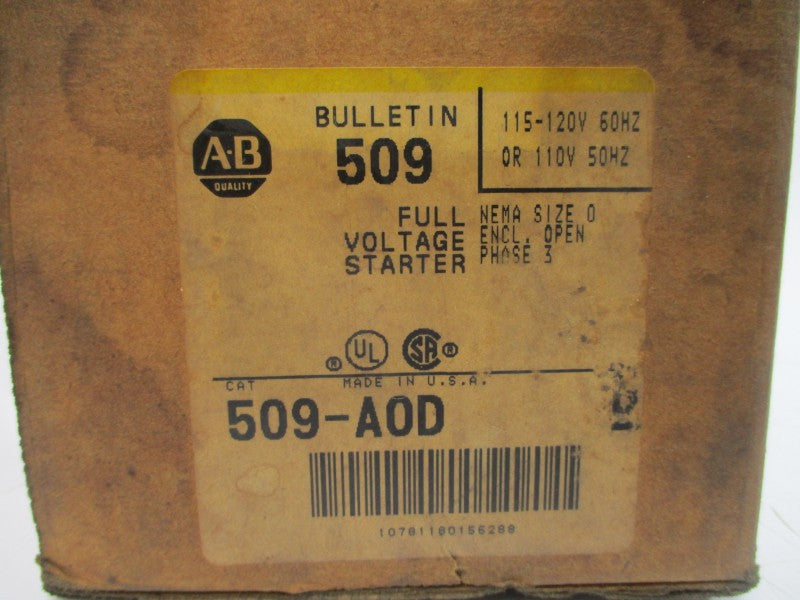 A-B
QUALITY
BULLETIN
509
115-120V 60HZ
OR 110V 50HZ
FULL
VOLTAGE
STARTER
NEMA SIZE 0
ENCL. OPEN
PHASE 3
® UL SA ®
CAT
MADE IN U.S.A.
509-AOD
10781180156288